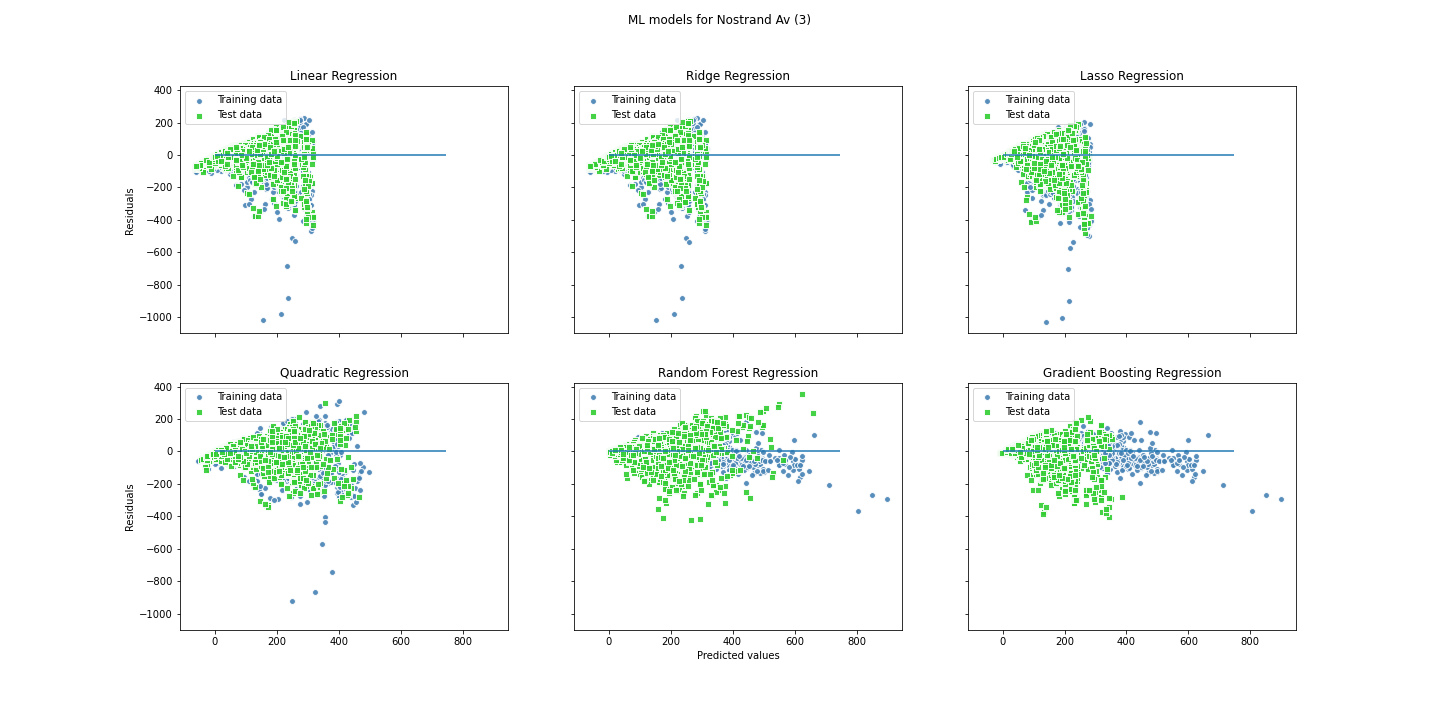 ML models for Nostrand Av (3)
Linear Regression
Training data
Test data
400
200
0
−200
−400
−600
−800
−1000
Residuals
Ridge Regression
Training data
Test data
Lasso Regression
Training data
Test data
Quadratic Regression
Training data
Test data
400
200
0
−200
−400
−600
−800
−1000
Residuals
0 200 400 600 800
Random Forest Regression
Training data
Test data
0 200 400 600 800
Predicted values
Gradient Boosting Regression
Training data
Test data
0 200 400 600 800